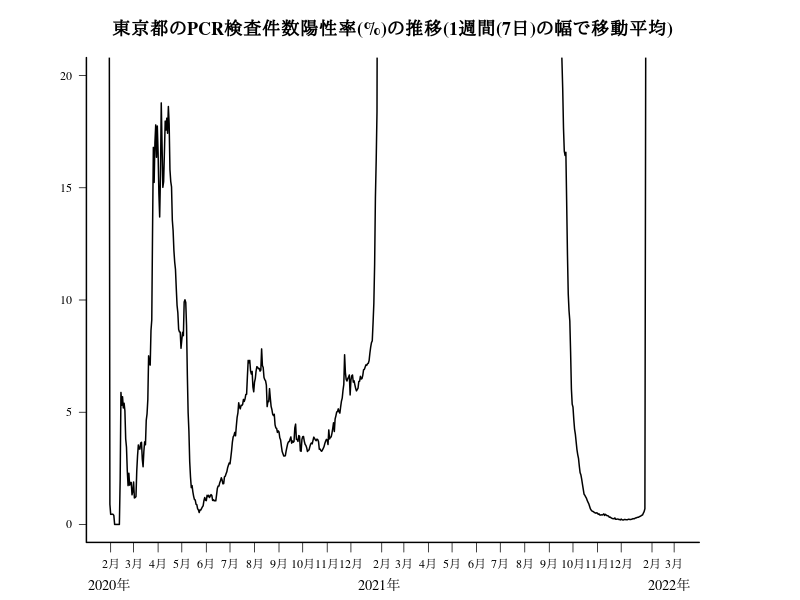 東京都のPCR検査件数陽性率(%)の推移(1週間(7日)の幅で移動平均)
20
15
10
5
0
2月 3月 4月 5月 6月 7月 8月 9月 10月 11月 12月 2月 3月 4月 5月 6月 7月 8月 9月 10月 11月 12月 2月 3月
2020年 2021年 2022年